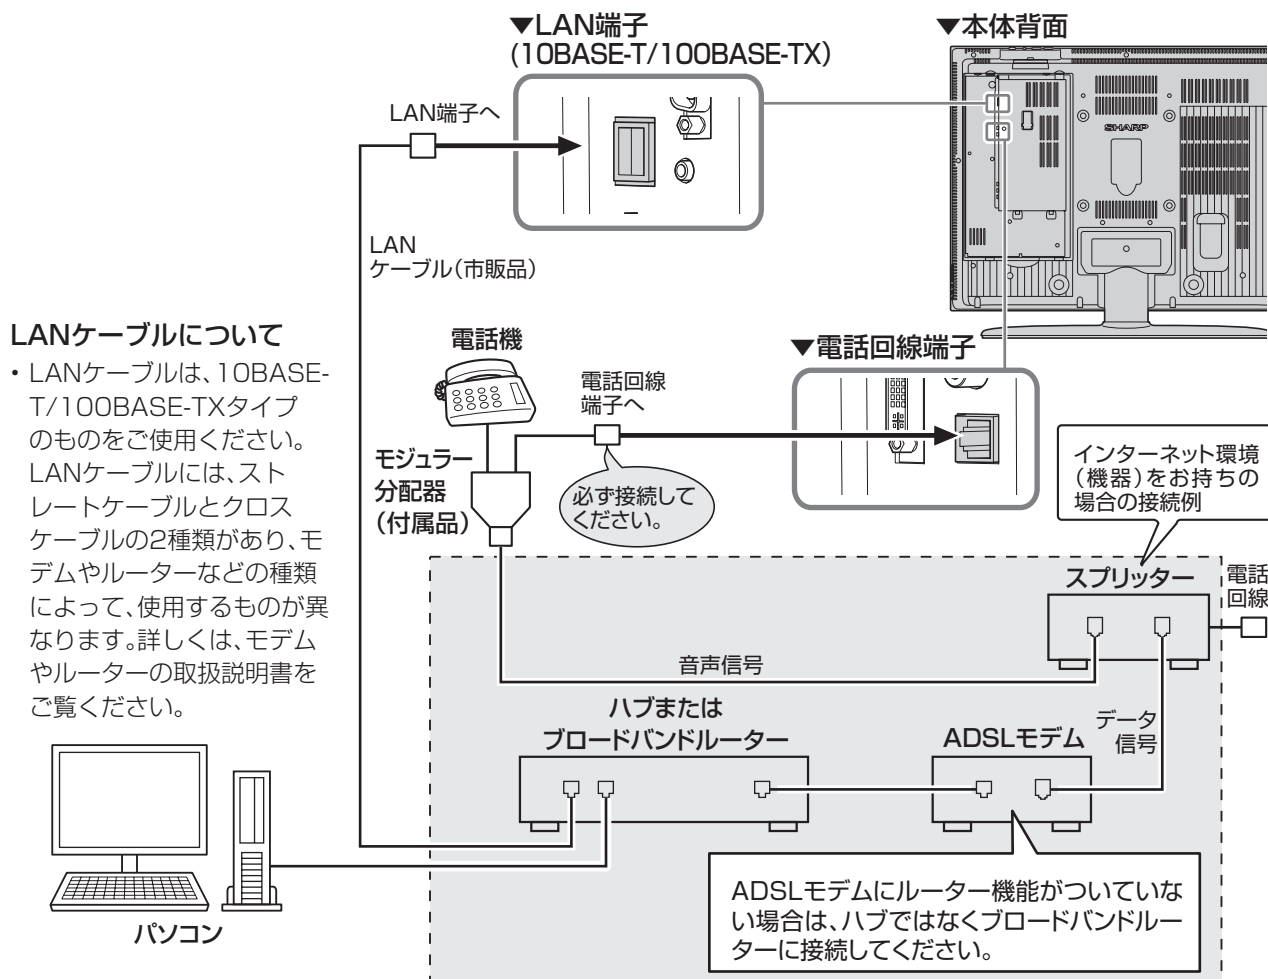 ▼LAN端子
(10BASE-T/100BASE-TX)
▼本体背面
LAN端子へ
SHARP
LAN
ケーブル(市販品)
LANケーブルについて
・LANケーブルは、10BASE-
T/100BASE-TXタイプ
のものをご使用ください。
LANケーブルには、スト
レートケーブルとクロス
ケーブルの2種類があり、モ
デムやルーターなどの種類
によって、使用するものが異
なります。詳しくは、モデム
やルーターの取扱説明書を
ご覧ください。
電話機
電話回線
端子へ
▼電話回線端子
モジュラー
分配器
(付属品)
必ず接続して
ください。
インターネット環境
(機器)をお持ちの
場合の接続例
スプリッター
電話
回線
音声信号
ハブまたは
ブロードバンドルーター
ADSLモデム
データ
信号
ADSLモデムにルーター機能がついていな
い場合は、ハブではなくブロードバンドルー
ターに接続してください。
パソコン